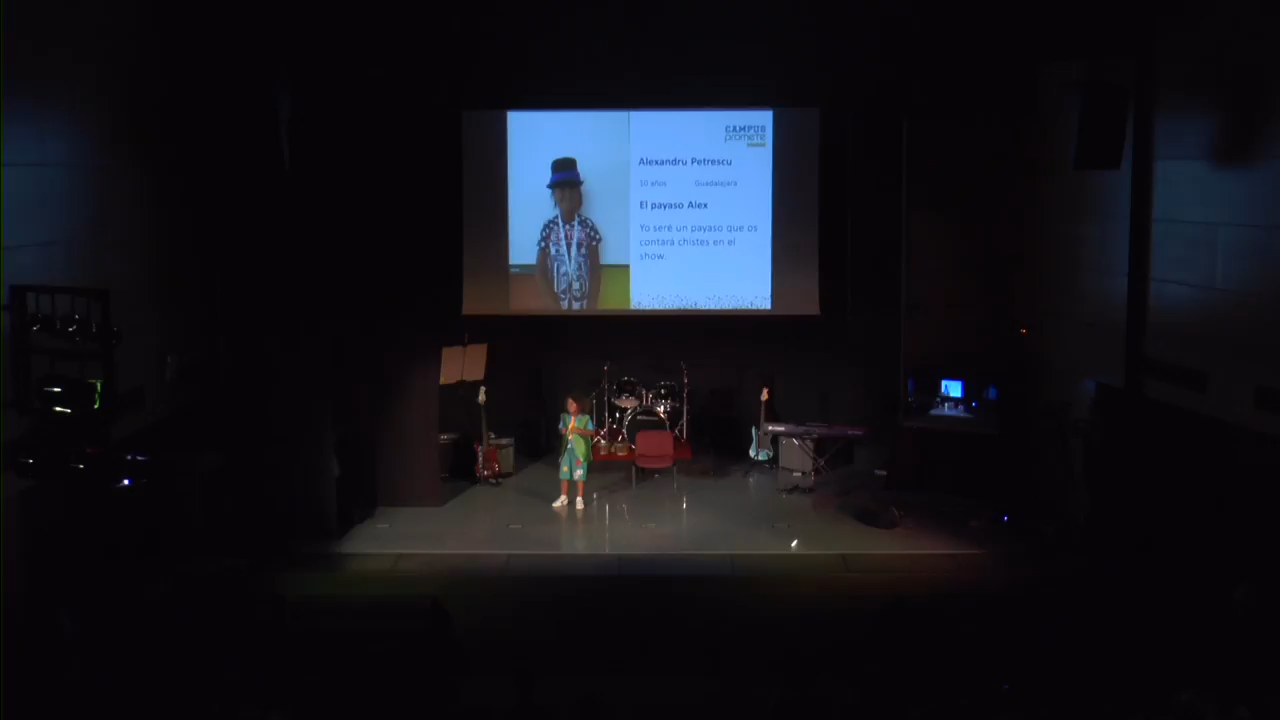 CAMPUS
promete
Alexandru Petrescu
10 años Guadalajara
El payaso Alex
Yo seré un payaso que os
contará chistes en el
show.